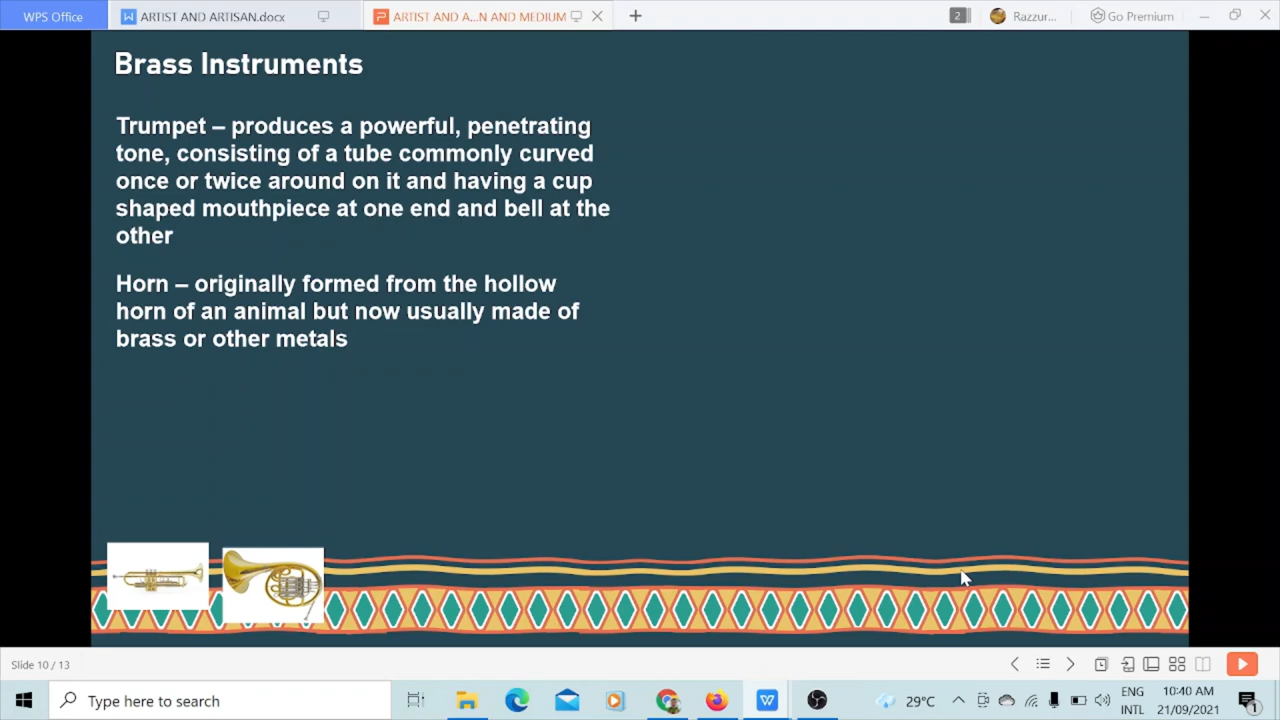 WPS Office
ARTIST AND ARTISAN.docx
ARTIST AND A...N AND MEDIUM
2
Razzur...
Go Premium
Brass Instruments
Trumpet – produces a powerful, penetrating
tone, consisting of a tube commonly curved
once or twice around on it and having a cup
shaped mouthpiece at one end and bell at the
other
Horn – originally formed from the hollow
horn of an animal but now usually made of
brass or other metals
Slide 10 / 13
Type here to search
29°C
ENG
INTL
10:40 AM
21/09/2021
1